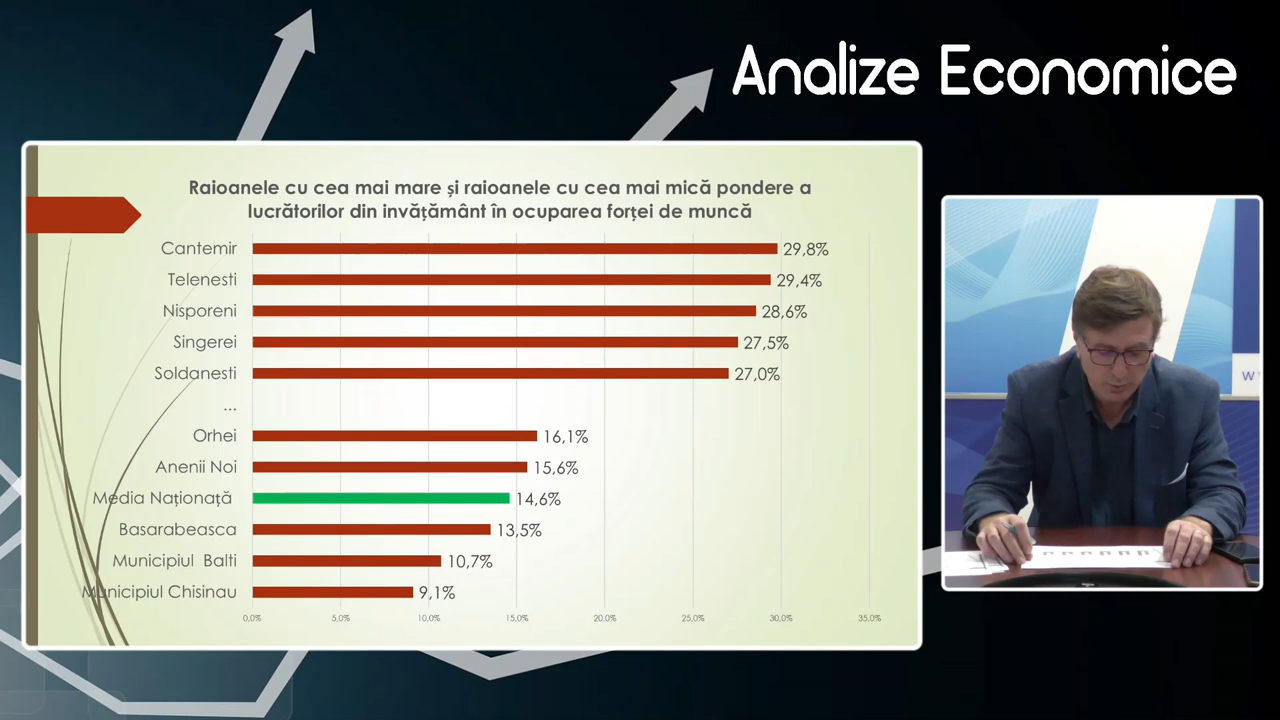 Analize Economice
Raioanele cu cea mai mare și raioanele cu cea mai mică pondere a
lucrătorilor din invățământ în ocuparea forței de muncă
Cantemir 29,8%
Telenesti 29,4%
Nisporeni 28,6%
Singerei 27,5%
Soldanesti 27,0%
...
Orhei 16,1%
Anenii Noi 15,6%
Media Națională 14,6%
Basarabeasca 13,5%
Municipiul Balti 10,7%
Municipiul Chisinau 9,1%
0,0% 5,0% 10,0% 15,0% 20,0% 25,0% 30,0% 35,0%